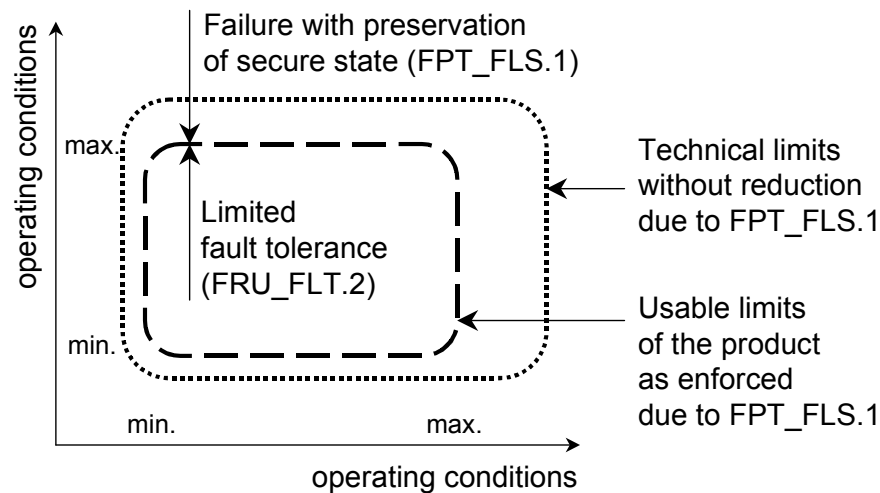 Failure with preservation
of secure state (FPT_FLS.1)
operating conditions
max.
Technical limits
without reduction
due to FPT_FLS.1
Limited
fault tolerance
(FRU_FLT.2)
Usable limits
of the product
as enforced
due to FPT_FLS.1
min.
min.
max.
operating conditions